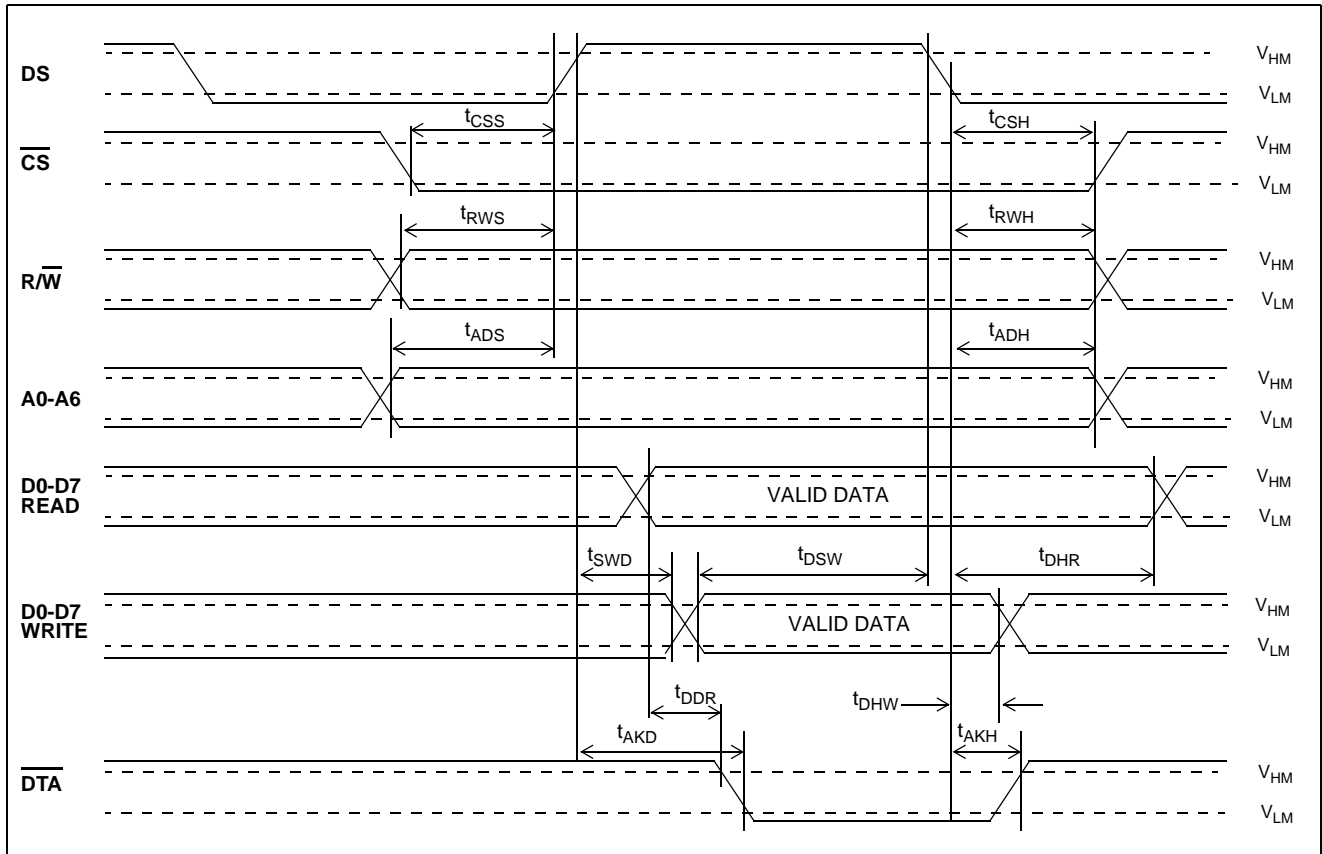 DS
V_HM
V_LM
t_CSS
t_CSH
C̅S̅
V_HM
V_LM
t_RWS
t_RWH
R/W̅
V_HM
V_LM
t_ADS
t_ADH
A0-A6
V_HM
V_LM
D0-D7
READ
VALID DATA
V_HM
V_LM
t_SWD
t_DSW
t_DHR
D0-D7
WRITE
VALID DATA
V_HM
V_LM
t_DDR
t_DHW
t_AKD
t_AKH
D̅T̅A̅
V_HM
V_LM